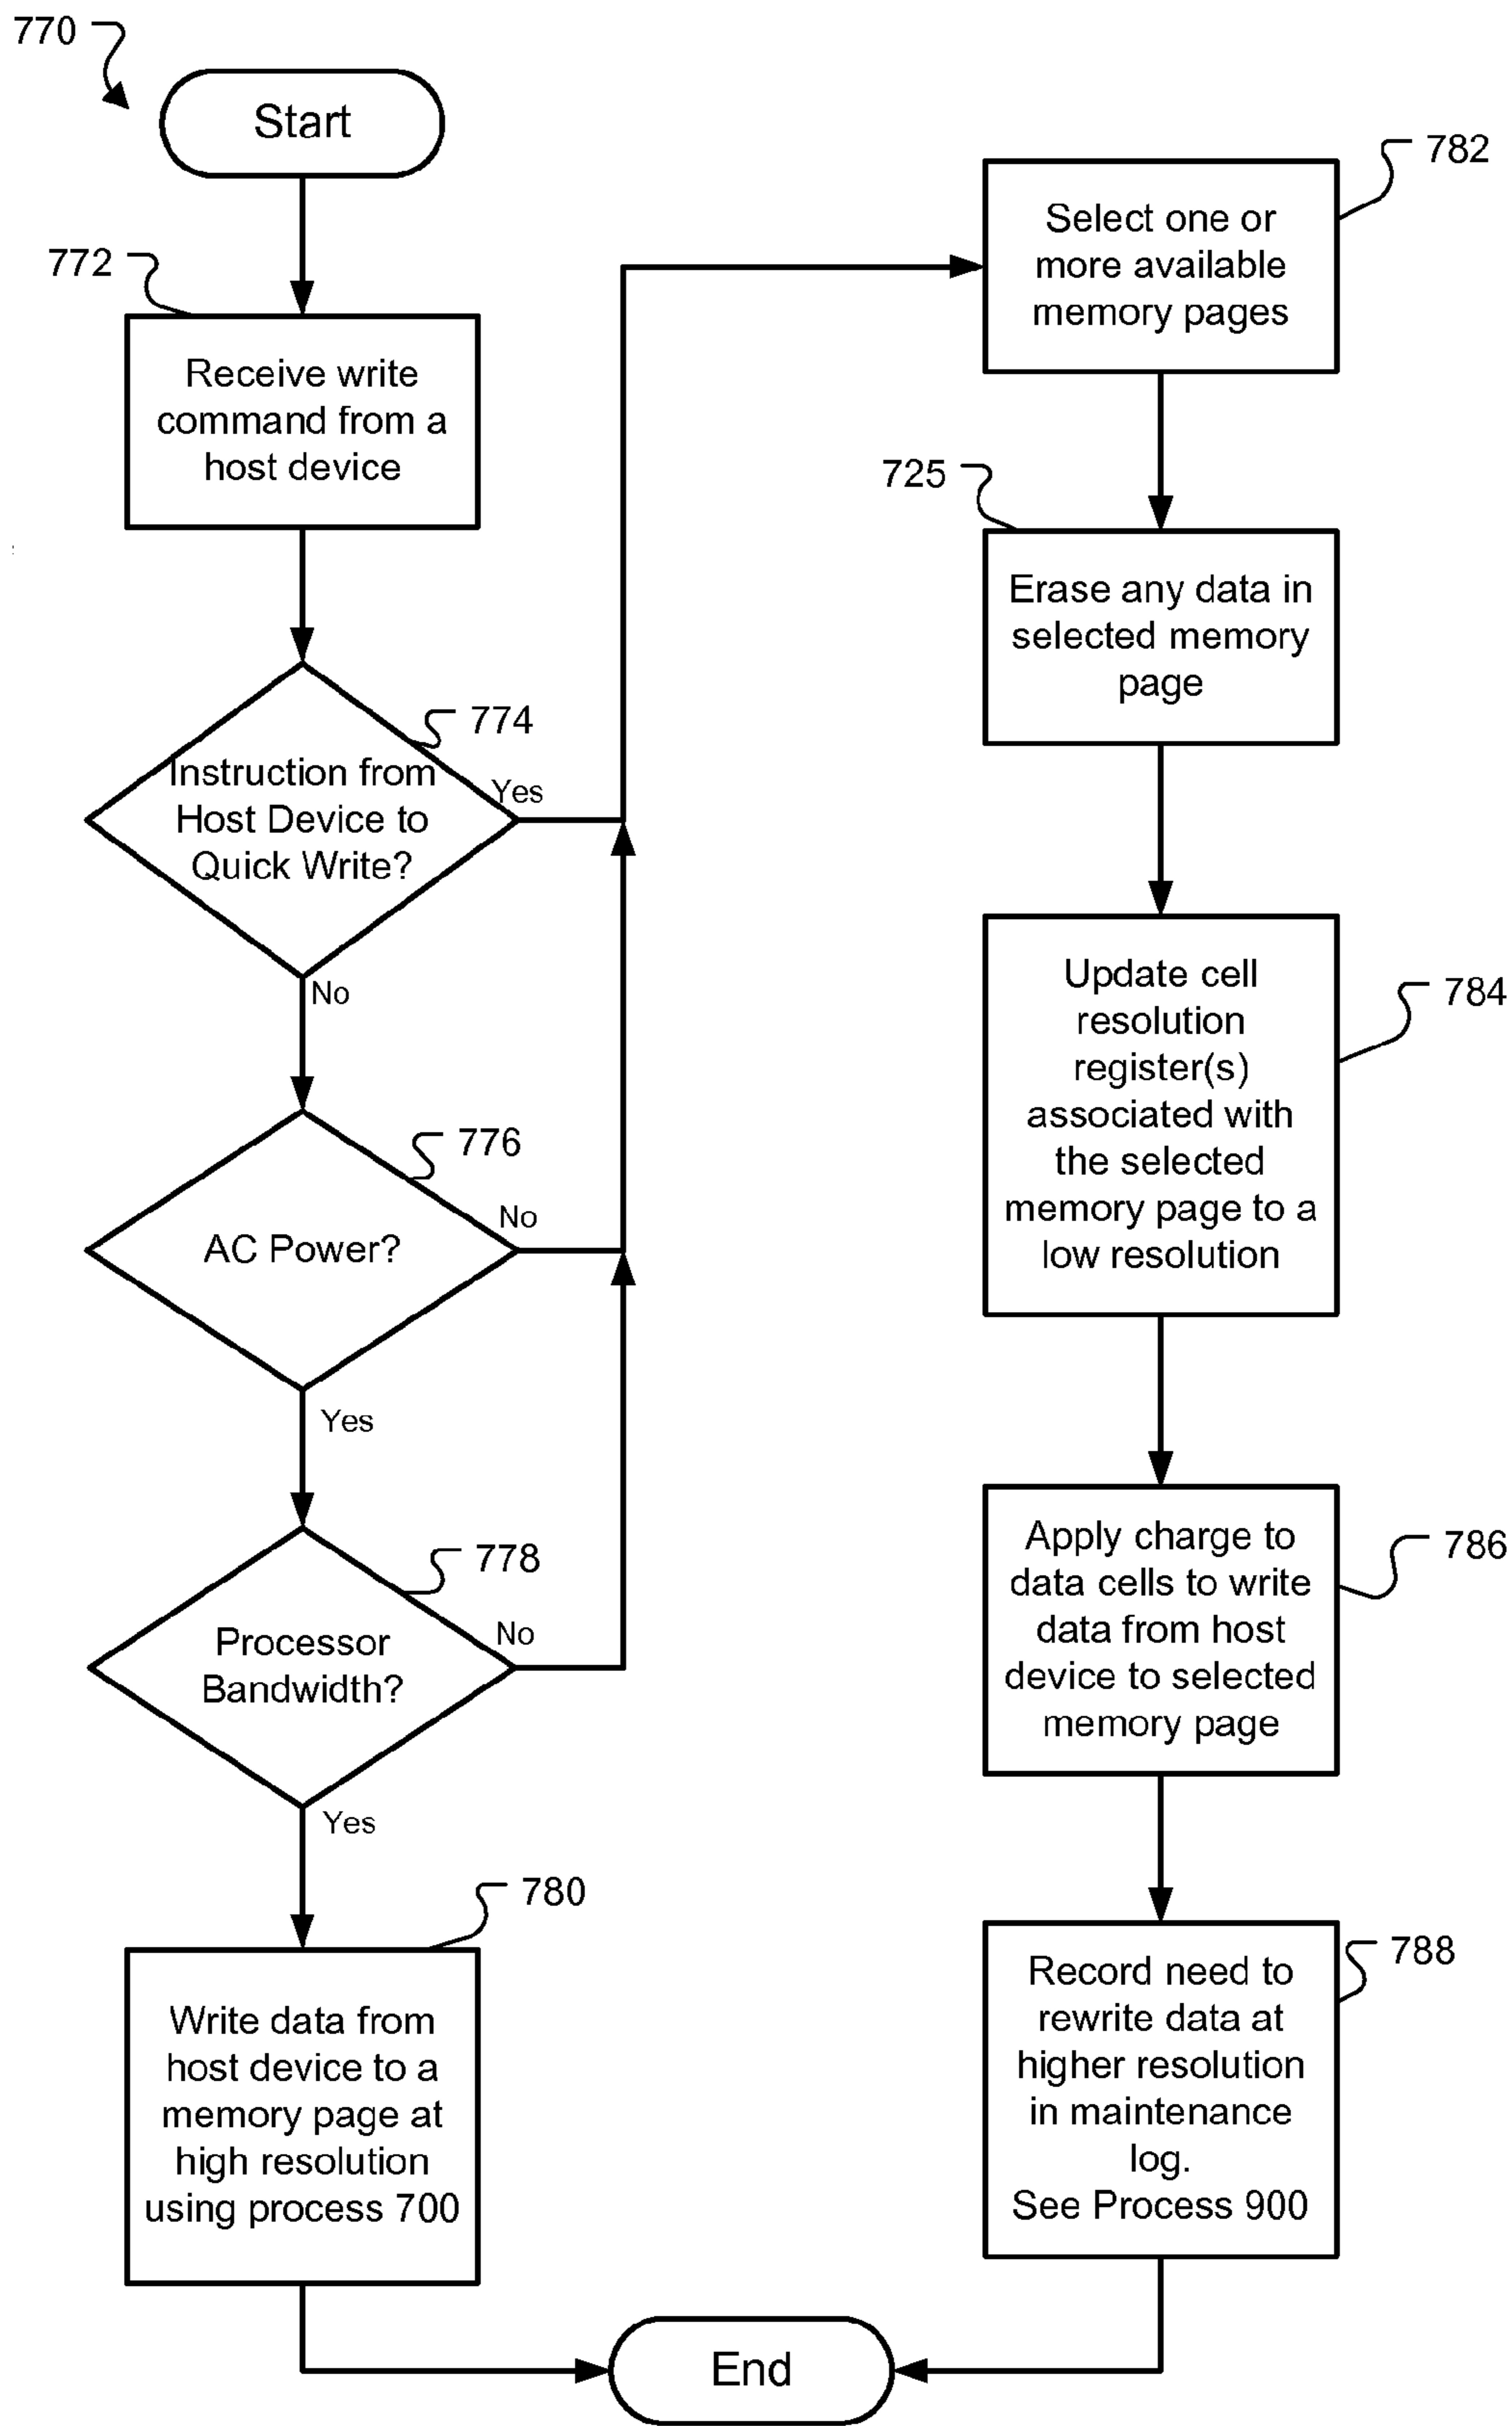 770
Start
772
Receive write
command from a
host device
774
Instruction from
Host Device to
Quick Write?
Yes
No
776
AC Power?
No
Yes
778
Processor
Bandwidth?
No
Yes
780
Write data from
host device to a
memory page at
high resolution
using process 700
782
Select one or
more available
memory pages
725
Erase any data in
selected memory
page
784
Update cell
resolution
register(s)
associated with
the selected
memory page to a
low resolution
786
Apply charge to
data cells to write
data from host
device to selected
memory page
788
Record need to
rewrite data at
higher resolution
in maintenance
log.
See Process 900
End